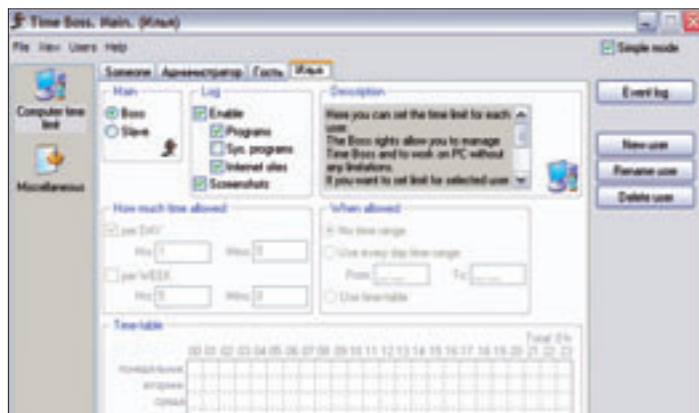 Time Boss. Main. (Илья)
File View Users Help
Simple mode
Someone Администратор Гость Илья
Computer time limit
Miscellaneous
Main
Boss
Slave
Log
Enable
Programs
Sys. programs
Internet sites
Screenshots
Description
Here you can set the time limit for each
user.
The Boss rights allow you to manage
Time Boss and to work on PC without
any limitations.
If you want to set limit for selected user
Event log
New user
Rename user
Delete user
How much time allowed
per DAY
Hrs Mins
per WEEK
Hrs Mins
When allowed
No time range
Use every day time range
From To
Use time-table
Time-table
Total: 0 h
00 01 02 03 04 05 06 07 08 09 10 11 12 13 14 15 16 17 18 19 20 21 22 23
понедельник
вторник
среда